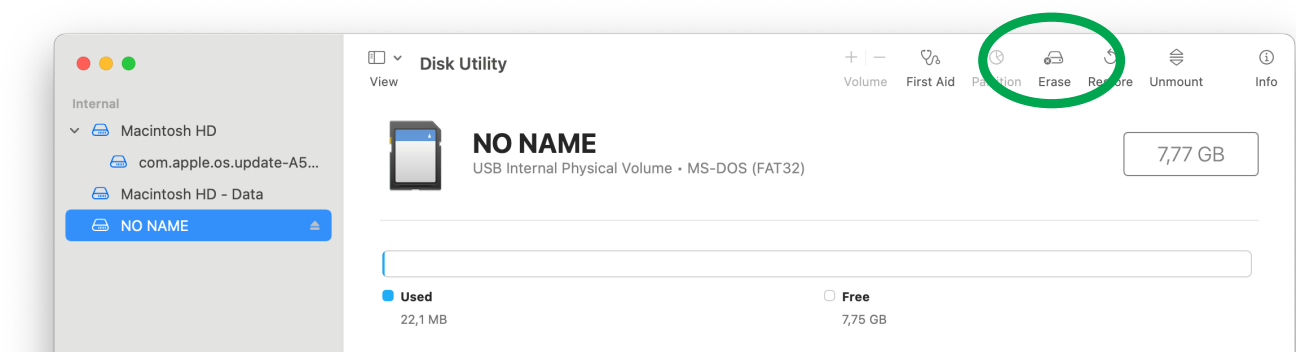 View
Disk Utility
Volume
First Aid
Partition
Erase
Restore
Unmount
Info
Internal
Macintosh HD
com.apple.os.update-A5...
Macintosh HD - Data
NO NAME
NO NAME
USB Internal Physical Volume • MS-DOS (FAT32)
7,77 GB
Used
22,1 MB
Free
7,75 GB